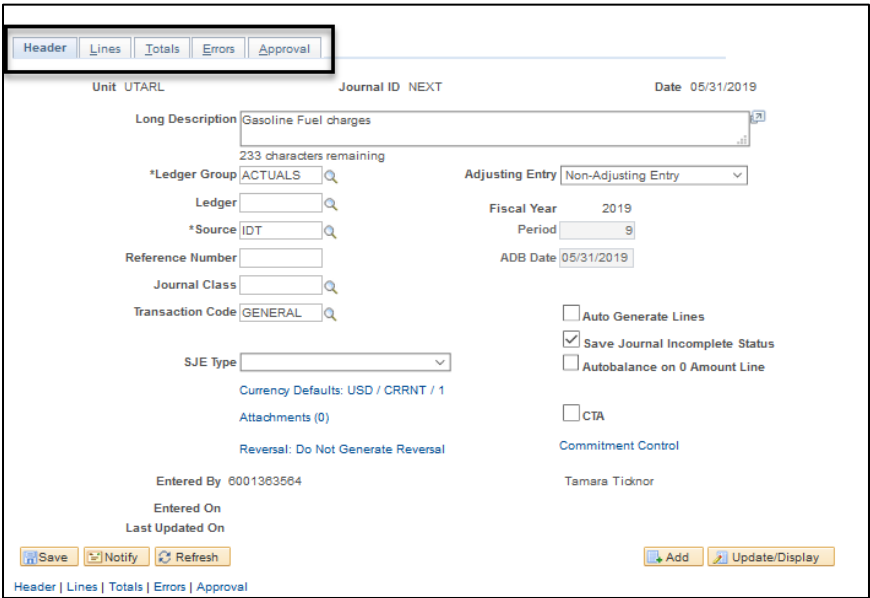 Header Lines Totals Errors Approval
Unit UTARL Journal ID NEXT Date 05/31/2019
Long Description Gasoline Fuel charges
233 characters remaining
*Ledger Group ACTUALS Adjusting Entry Non-Adjusting Entry
Ledger Fiscal Year 2019
*Source IDT Period 9
Reference Number ADB Date 05/31/2019
Journal Class
Transaction Code GENERAL Auto Generate Lines
Save Journal Incomplete Status
SJE Type Autobalance on 0 Amount Line
Currency Defaults: USD / CRRNT / 1
Attachments (0) CTA
Reversal: Do Not Generate Reversal Commitment Control
Entered By 6001363564 Tamara Ticknor
Entered On
Last Updated On
Save Notify Refresh Add Update/Display
Header | Lines | Totals | Errors | Approval